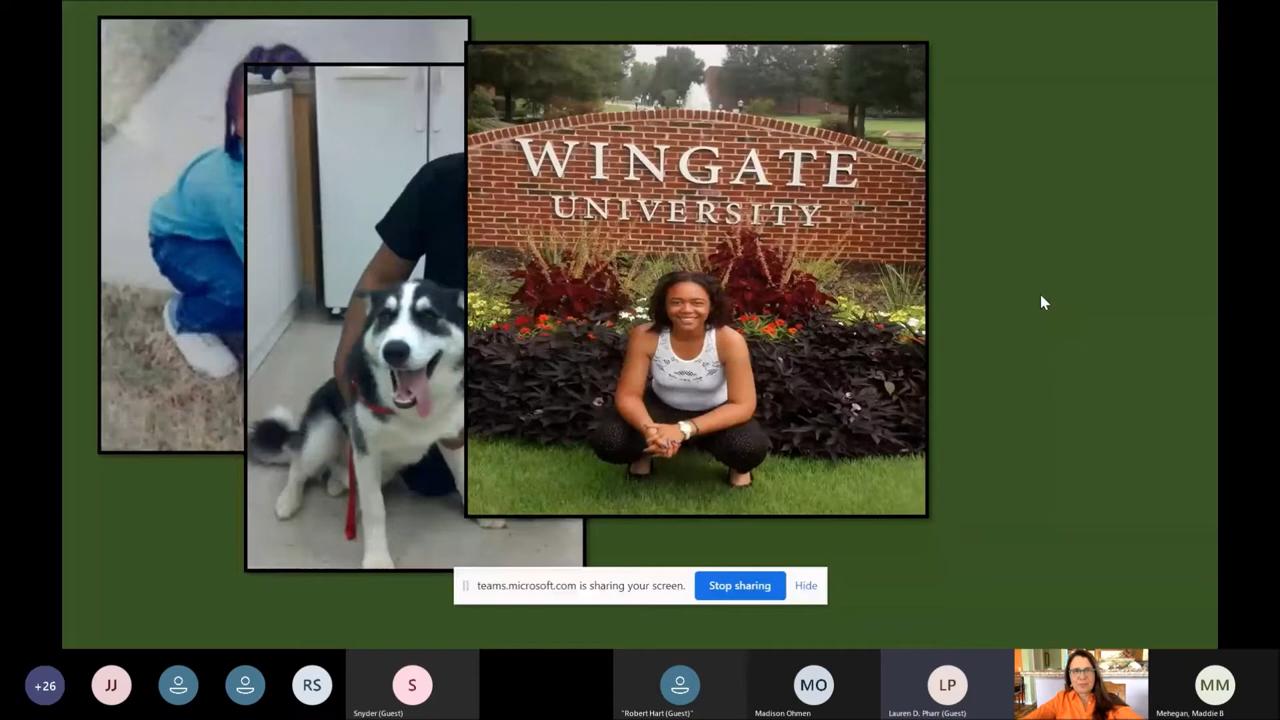 WINGATE
UNIVERSITY
teams.microsoft.com is sharing your screen. Stop sharing Hide
+26 JJ RS S MO LP MM
Snyder (Guest) "Robert Hart (Guest)" Madison Ohmen Lauren D. Pharr (Guest) Mehegan, Maddie B